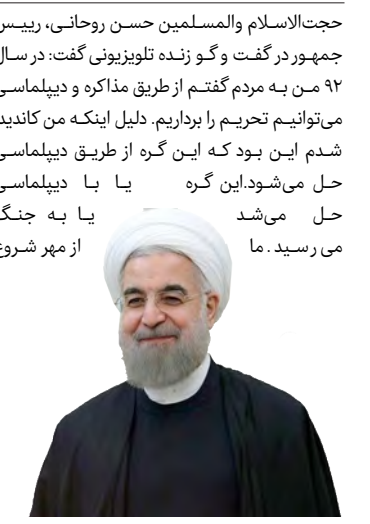 حجت‌الاسلام والمسلمین حسن روحانی، رییس
جمهور در گفت و گو زنده تلویزیونی گفت: در سال
۹۲ من به مردم گفتم از طریق مذاکره و دیپلماسی
می‌توانیم تحریم را برداریم. دلیل اینکه من کاندید
شدم این بود که این گره از طریق دیپلماسی
حل می‌شود.این گره یا با دیپلماسی
حل می‌شد یا به جنگ
می رسید . ما از مهر شروع